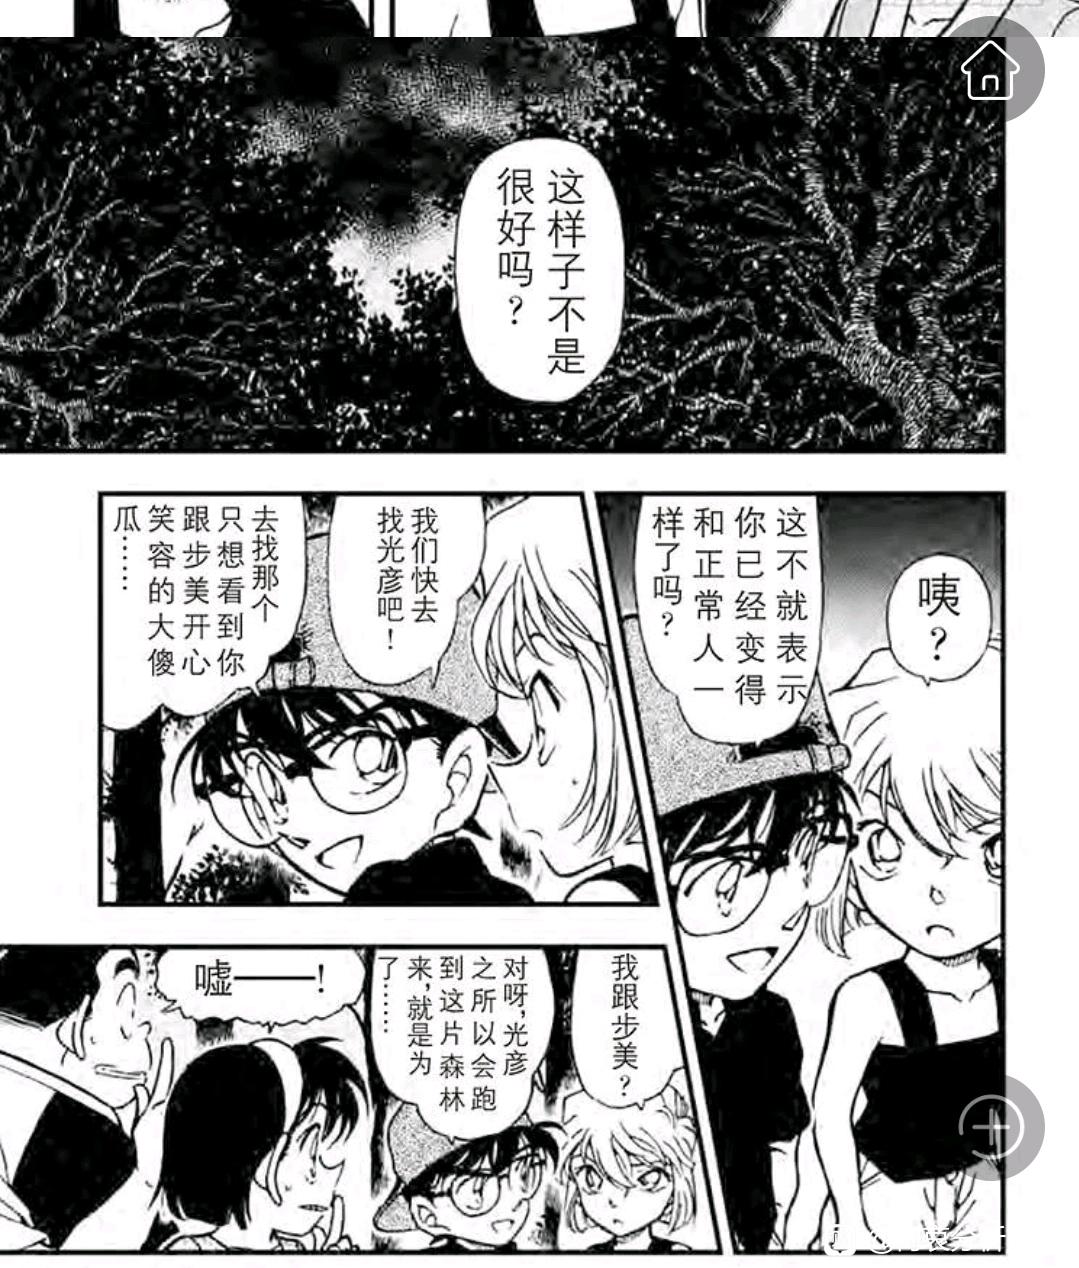 这样子不是
很好吗？
咦？
这不就表示
你已经变得
和正常人一
样了吗？
我们快去
找光彦吧！
去找那个
只想看到你
跟步美开心
笑容的大傻
瓜……
我跟步美？
对呀，光彦
之所以会跑
到这片森林
来，就是为
了……
嘘——！